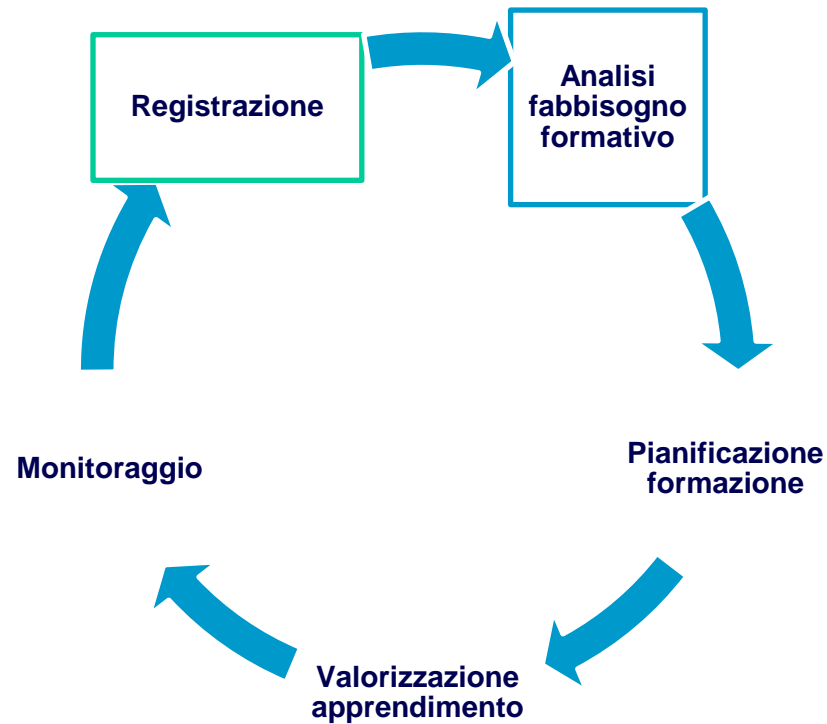 Registrazione
Analisi
fabbisogno
formativo
Pianificazione
formazione
Valorizzazione
apprendimento
Monitoraggio